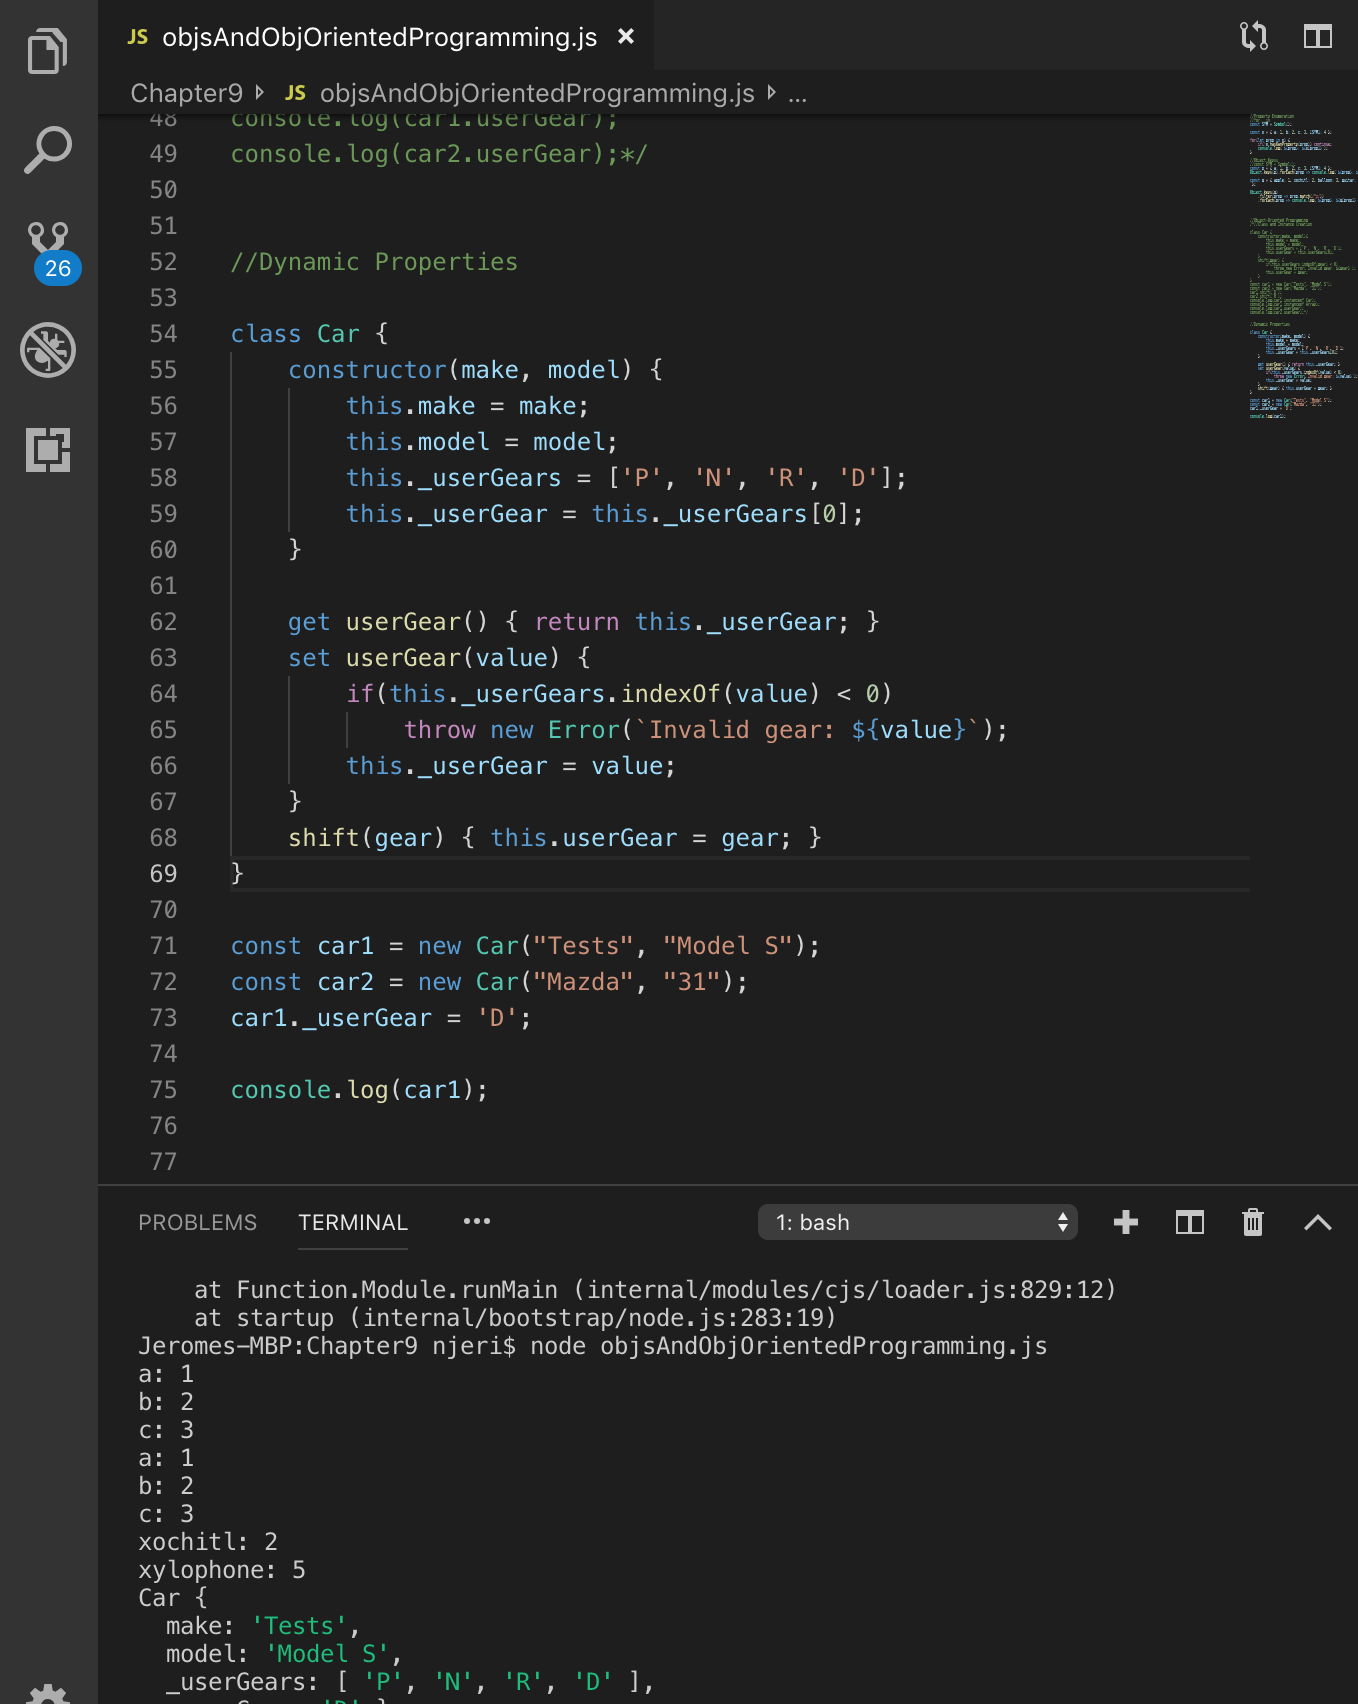 JS objsAndObjOrientedProgramming.js ×
Chapter9 JS objsAndObjOrientedProgramming.js ...
48 console.log(car1.userGear);
49 console.log(car2.userGear);*/
50
51
26
52 //Dynamic Properties
53
54 class Car {
55 constructor(make, model) {
56 this.make = make;
57 this.model = model;
58 this._userGears = ['P', 'N', 'R', 'D'];
59 this._userGear = this._userGears[0];
60 }
61
62 get userGear() { return this._userGear; }
63 set userGear(value) {
64 if(this._userGears.indexOf(value) < 0)
65 throw new Error(`Invalid gear: ${value}`);
66 this._userGear = value;
67 }
68 shift(gear) { this.userGear = gear; }
69 }
70
71 const car1 = new Car("Tests", "Model S");
72 const car2 = new Car("Mazda", "31");
73 car1._userGear = 'D';
74
75 console.log(car1);
76
77
PROBLEMS TERMINAL ••• 1: bash
at Function.Module.runMain (internal/modules/cjs/loader.js:829:12)
at startup (internal/bootstrap/node.js:283:19)
Jeromes-MBP:Chapter9 njeri$ node objsAndObjOrientedProgramming.js
a: 1
b: 2
c: 3
a: 1
b: 2
c: 3
xochitl: 2
xylophone: 5
Car {
make: 'Tests',
model: 'Model S',
_userGears: [ 'P', 'N', 'R', 'D' ],